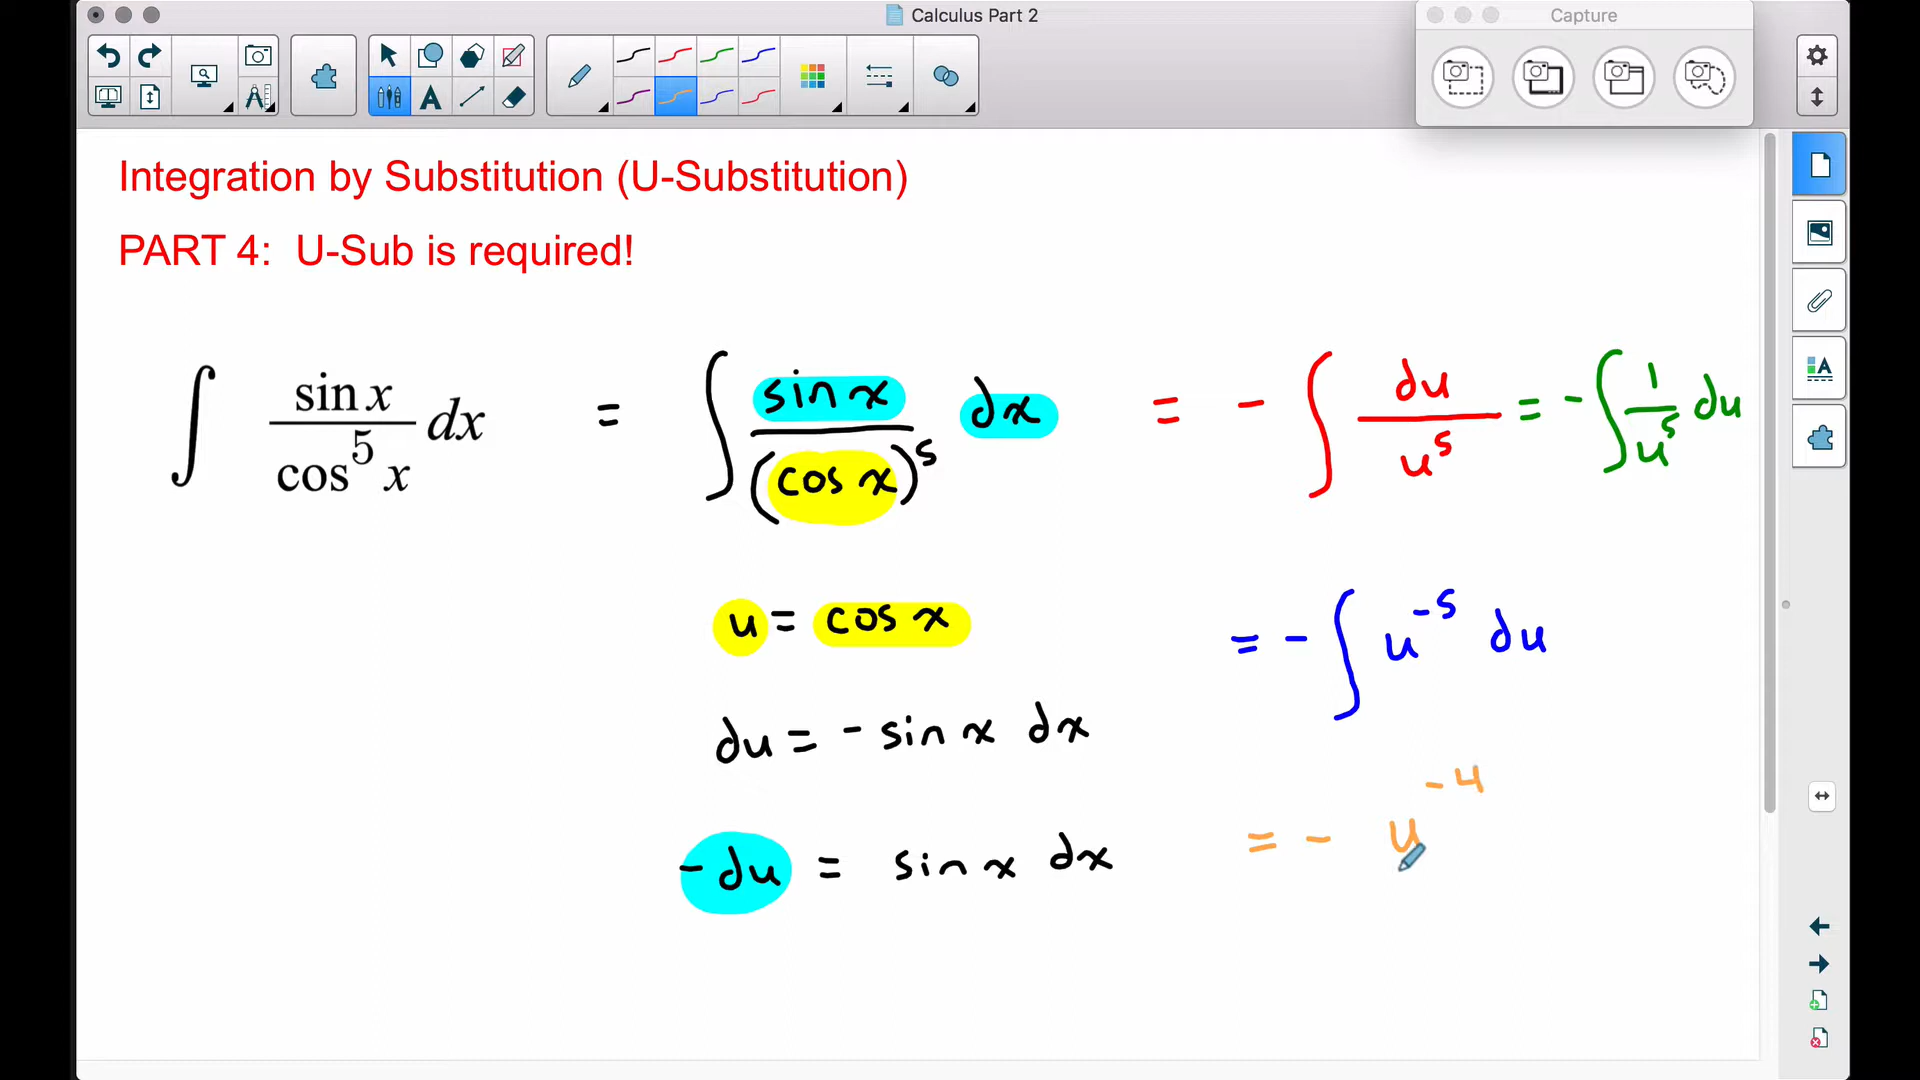 Calculus Part 2
Capture
Integration by Substitution (U-Substitution)
PART 4: U-Sub is required!
∫ sin x / cos⁵ x dx = ∫ sin x / (cos x)⁵ dx = - ∫ du / u⁵ = - ∫ 1 / u⁵ du
u = cos x
= - ∫ u⁻⁵ du
du = - sin x dx
= - u⁻⁴
-du = sin x dx